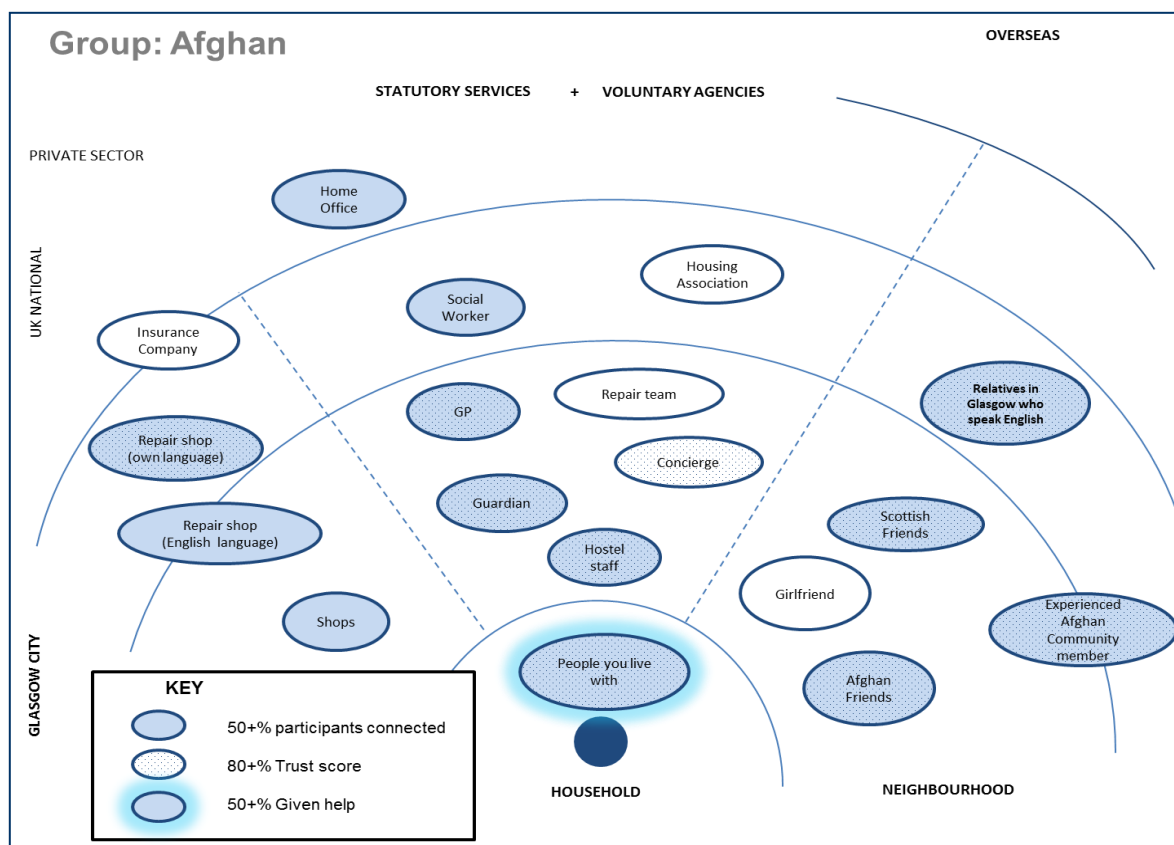 Group: Afghan
OVERSEAS
STATUTORY SERVICES + VOLUNTARY AGENCIES
PRIVATE SECTOR
Home
Office
UK NATIONAL
Housing
Association
Social
Worker
Insurance
Company
Relatives in
Glasgow who
speak English
Repair team
GP
Repair shop
(own language)
Concierge
Guardian
Scottish
Friends
Repair shop
(English language)
Hostel
staff
Girlfriend
Shops
Experienced
Afghan
Community
member
People you live
with
Afghan
Friends
GLASGOW CITY
KEY
50+% participants connected
80+% Trust score
50+% Given help
HOUSEHOLD
NEIGHBOURHOOD